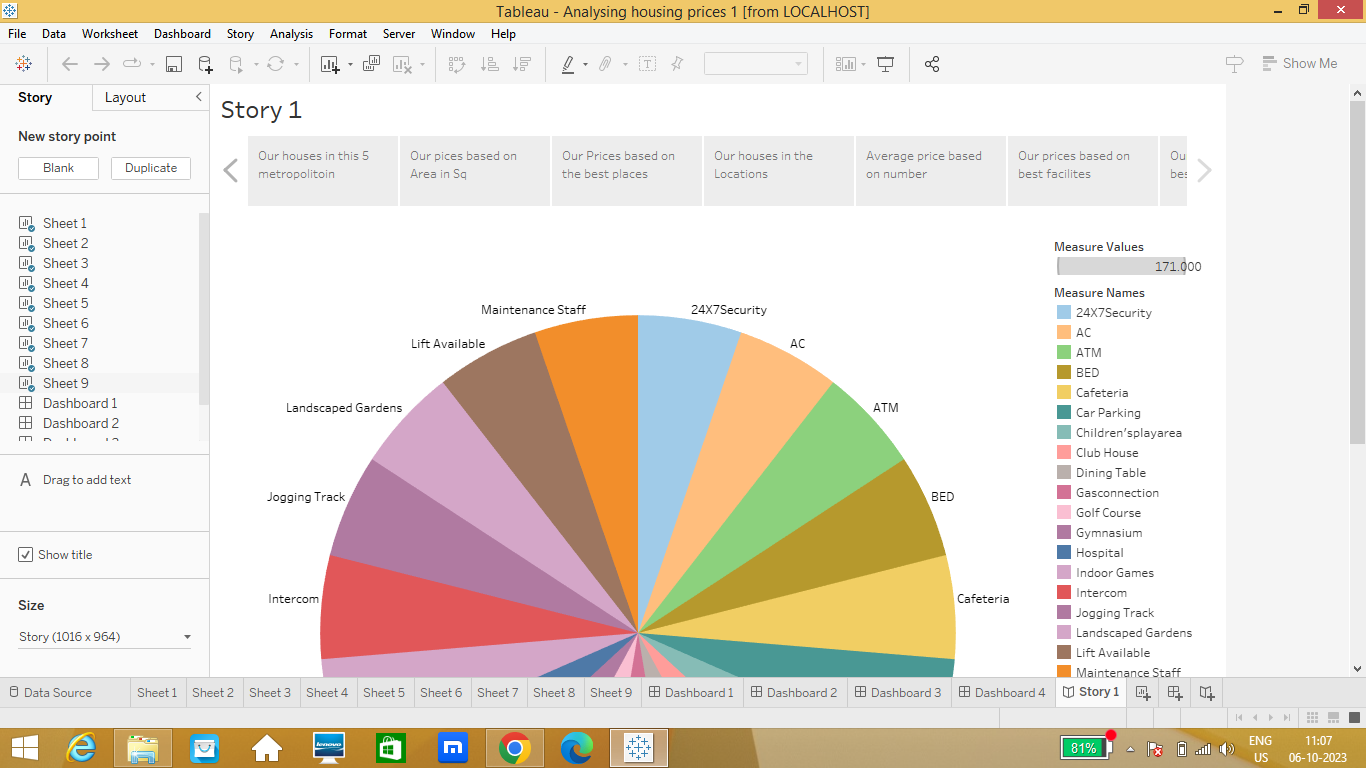 Tableau - Analysing housing prices 1 [from LOCALHOST]
File Data Worksheet Dashboard Story Analysis Format Server Window Help
Show Me
Story Layout
New story point
Blank Duplicate
Sheet 1
Sheet 2
Sheet 3
Sheet 4
Sheet 5
Sheet 6
Sheet 7
Sheet 8
Sheet 9
Dashboard 1
Dashboard 2
A Drag to add text
Show title
Size
Story (1016 x 964)
Story 1
Our houses in this 5
metropolitoin
Our pices based on
Area in Sq
Our Prices based on
the best places
Our houses in the
Locations
Average price based
on number
Our prices based on
best facilites
Ou
bes
Maintenance Staff
24X7Security
Lift Available
AC
Landscaped Gardens
ATM
Jogging Track
BED
Intercom
Cafeteria
Measure Values
171.000
Measure Names
24X7Security
AC
ATM
BED
Cafeteria
Car Parking
Children'splayarea
Club House
Dining Table
Gasconnection
Golf Course
Gymnasium
Hospital
Indoor Games
Intercom
Jogging Track
Landscaped Gardens
Lift Available
Maintenance Staff
Data Source Sheet 1 Sheet 2 Sheet 3 Sheet 4 Sheet 5 Sheet 6 Sheet 7 Sheet 8 Sheet 9 Dashboard 1 Dashboard 2 Dashboard 3 Dashboard 4 Story 1
lenovo
81%
ENG
US
11:07
06-10-2023